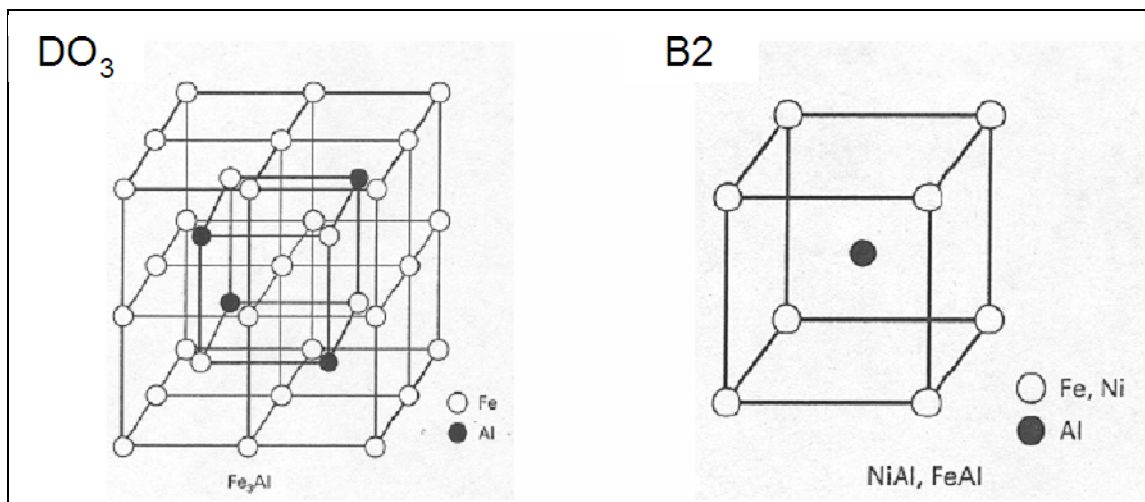 DO₃
B2
Fe
Al
Fe₃Al
Fe, Ni
Al
NiAl, FeAl